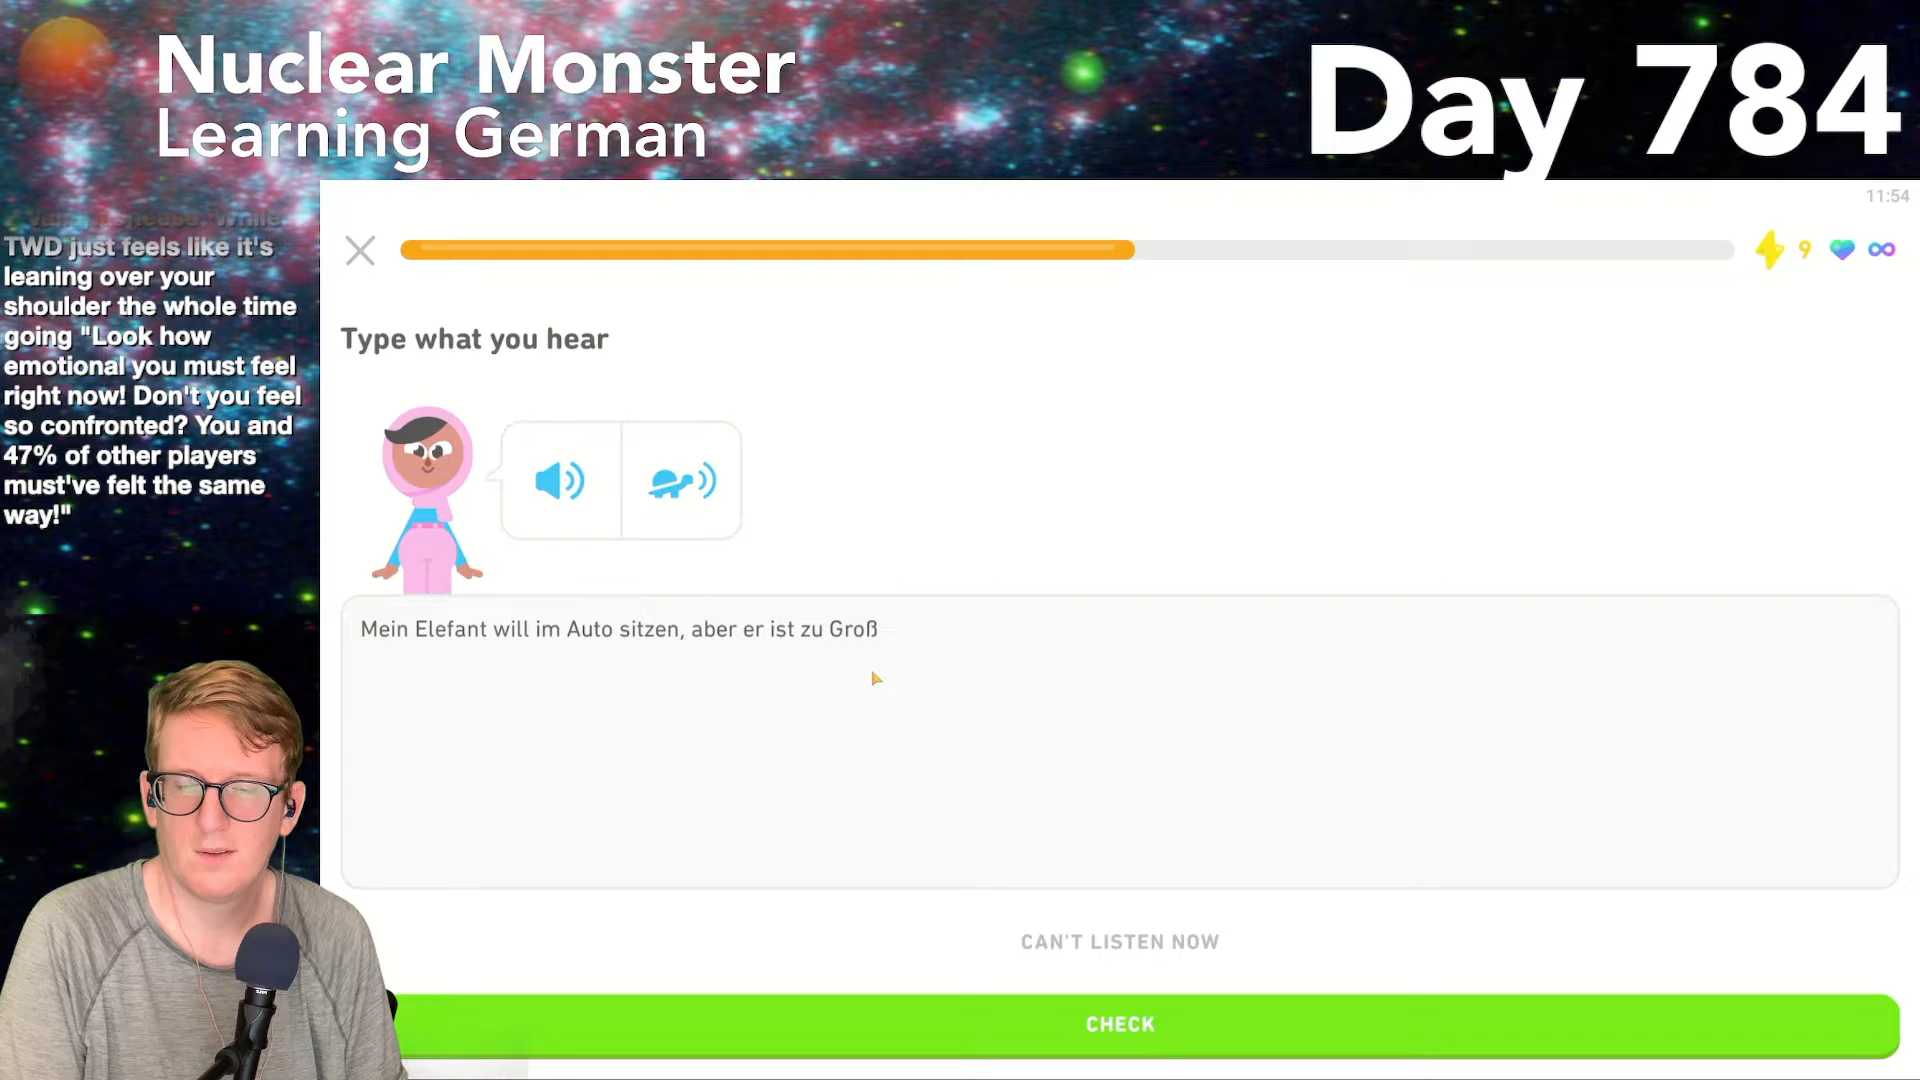 Nuclear Monster
Learning German
Day 784
11:54
TWD just feels like it's
leaning over your
shoulder the whole time
going "Look how
emotional you must feel
right now! Don't you feel
so confronted? You and
47% of other players
must've felt the same
way!"
9
Type what you hear
Mein Elefant will im Auto sitzen, aber er ist zu Groß
CAN'T LISTEN NOW
CHECK